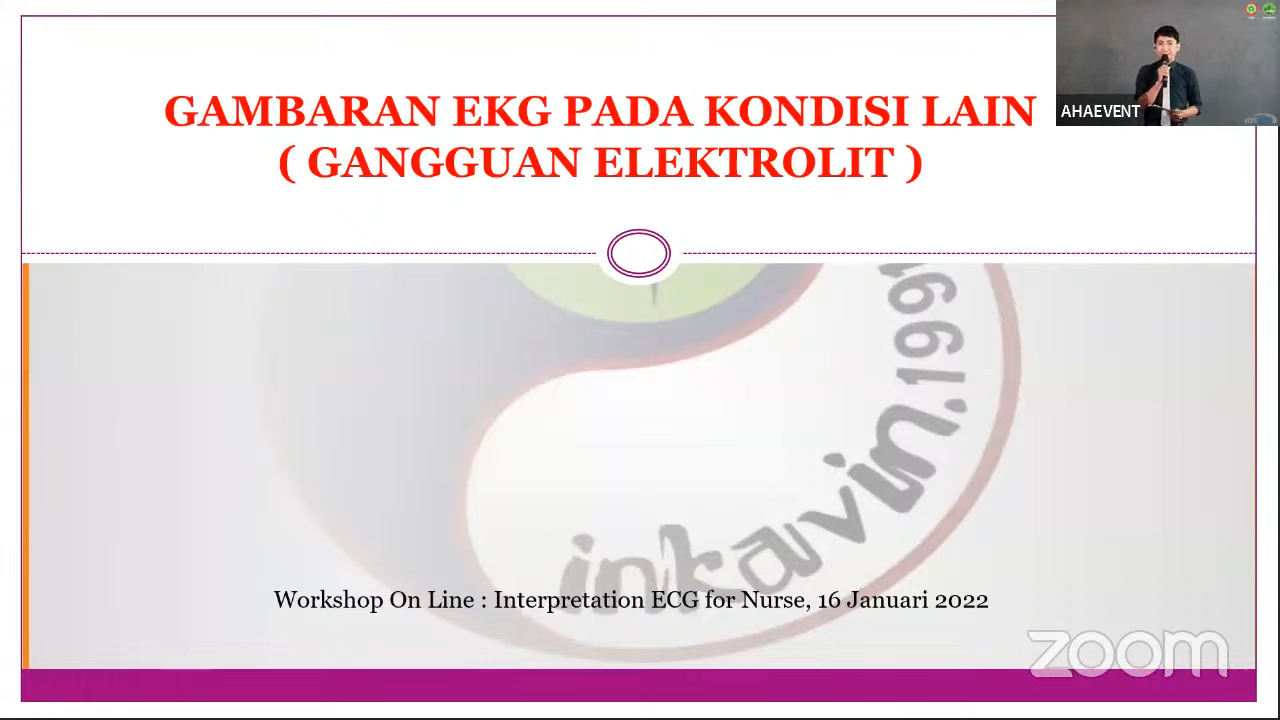 GAMBARAN EKG PADA KONDISI LAIN
( GANGGUAN ELEKTROLIT )
AHAEVENT
inkavin.1991
Workshop On Line : Interpretation ECG for Nurse, 16 Januari 2022
zoom